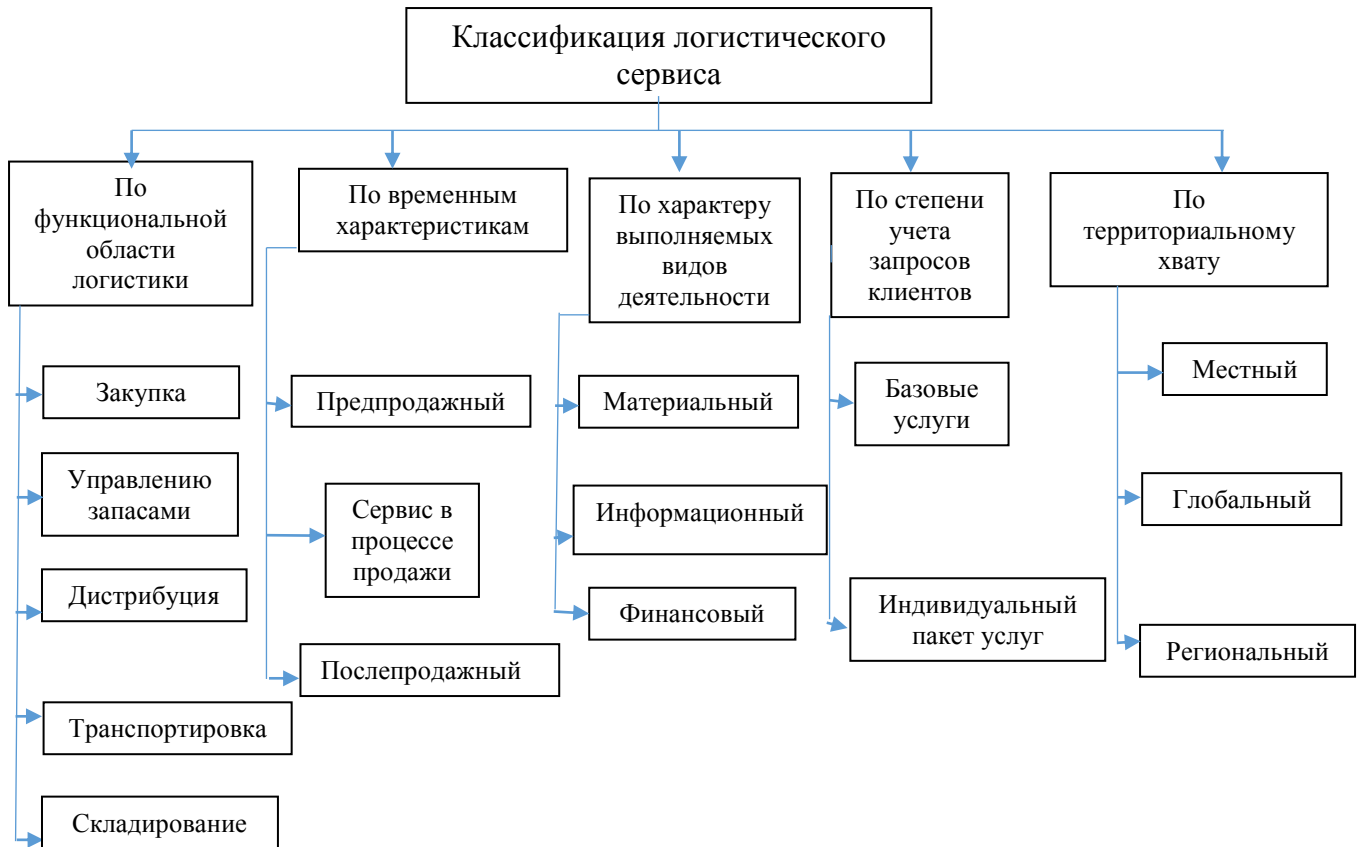 Классификация логистического
сервиса
По
функциональной
области
логистики
По временным
характеристикам
По характеру
выполняемых
видов
деятельности
По степени
учета
запросов
клиентов
По
территориальному
хвату
Закупка
Управлению
запасами
Дистрибуция
Транспортировка
Складирование
Предпродажный
Сервис в
процессе
продажи
Послепродажный
Материальный
Информационный
Финансовый
Базовые
услуги
Индивидуальный
пакет услуг
Местный
Глобальный
Региональный